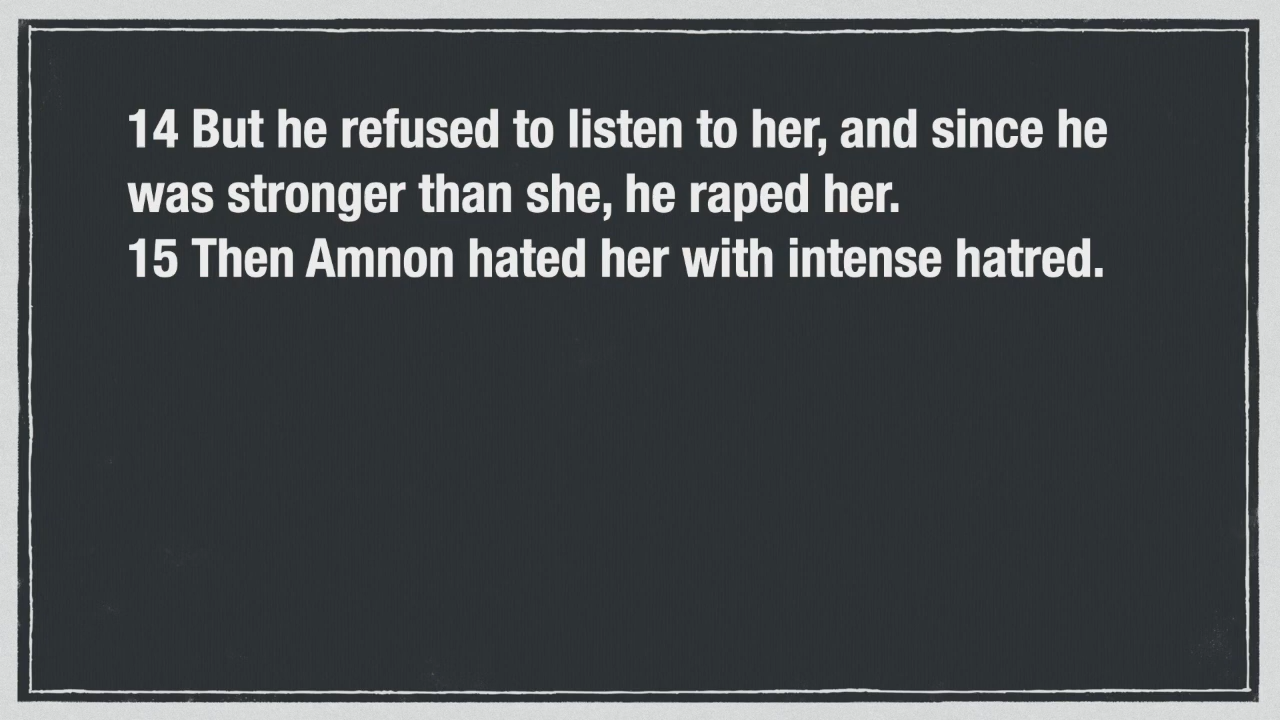 14 But he refused to listen to her, and since he
was stronger than she, he raped her.
15 Then Amnon hated her with intense hatred.